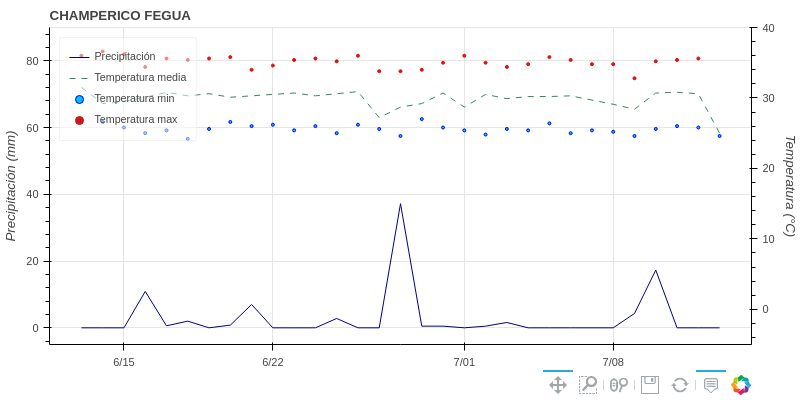 CHAMPERICO FEGUA
Precipitación
Temperatura media
Temperatura min
Temperatura max
Precipitación (mm)
80
60
40
20
0
Temperatura (°C)
40
30
20
10
0
6/15
6/22
7/01
7/08